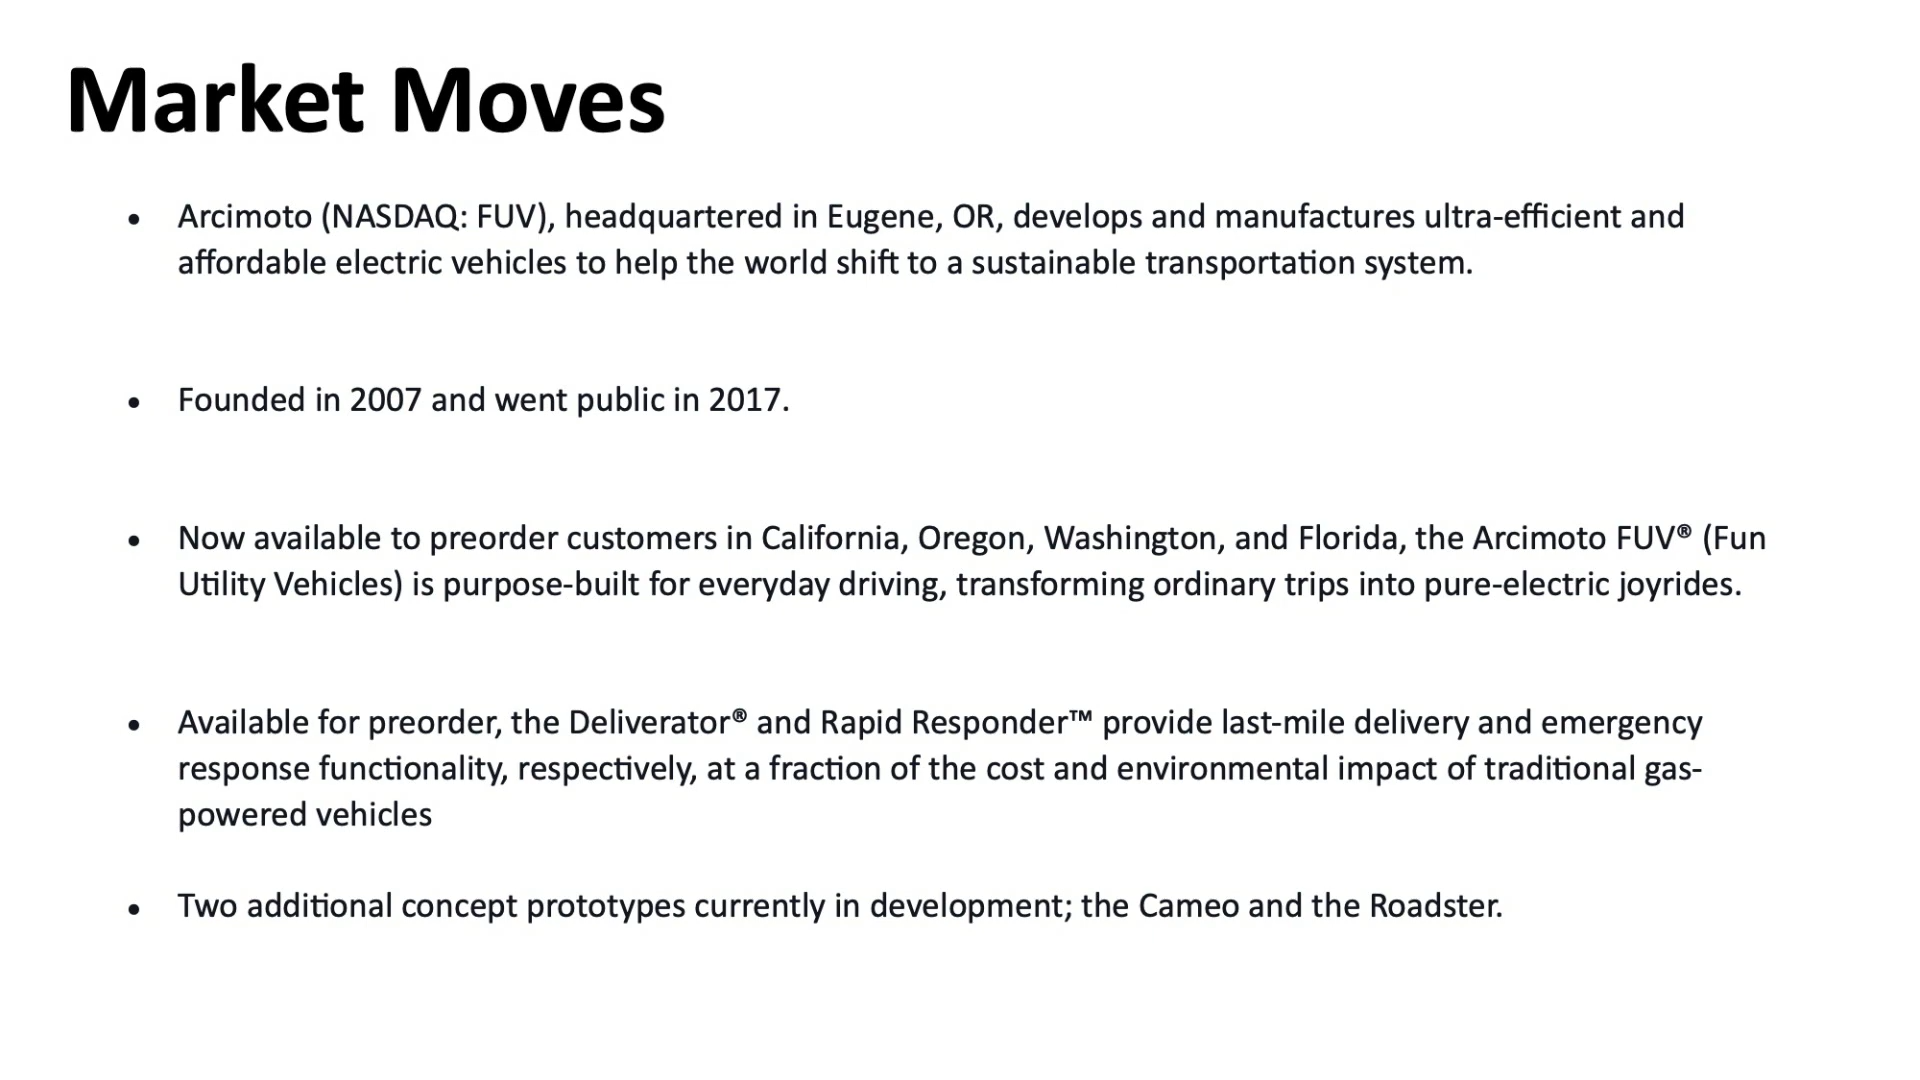 Market Moves
• Arcimoto (NASDAQ: FUV), headquartered in Eugene, OR, develops and manufactures ultra-efficient and
affordable electric vehicles to help the world shift to a sustainable transportation system.
• Founded in 2007 and went public in 2017.
• Now available to preorder customers in California, Oregon, Washington, and Florida, the Arcimoto FUV® (Fun
Utility Vehicles) is purpose-built for everyday driving, transforming ordinary trips into pure-electric joyrides.
• Available for preorder, the Deliverator® and Rapid Responder™ provide last-mile delivery and emergency
response functionality, respectively, at a fraction of the cost and environmental impact of traditional gas-
powered vehicles
• Two additional concept prototypes currently in development; the Cameo and the Roadster.